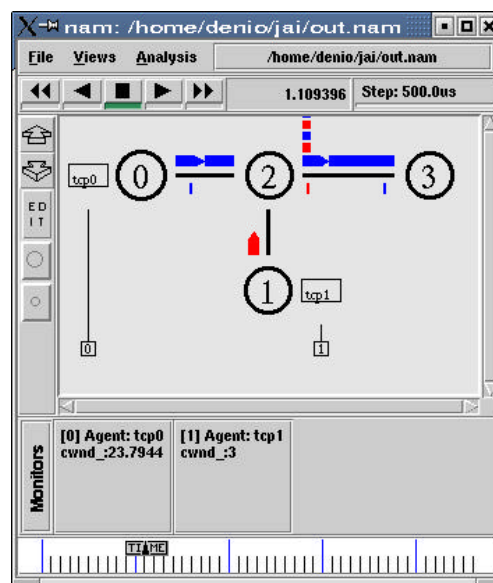 nam: /home/denio/jai/out.nam
File Views Analysis /home/denio/jai/out.nam
1.109396 Step: 500.0us
E D
I T
tcp0
0
2
3
1
tcp1
0
1
Monitors
[0] Agent: tcp0
cwnd_:23.7944
[1] Agent: tcp1
cwnd_:3
TIME